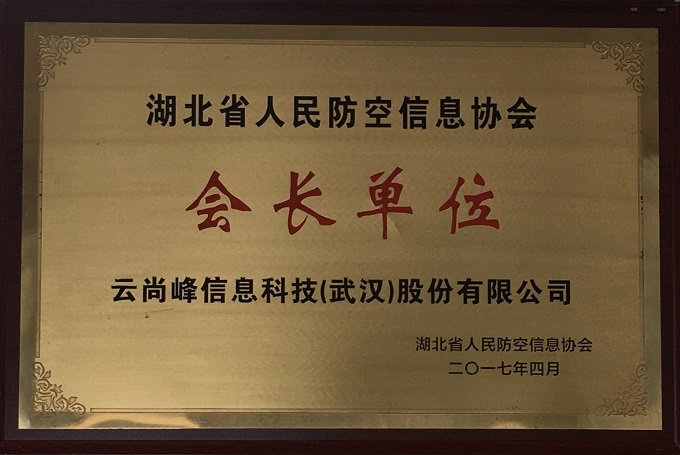 湖北省人民防空信息协会
会长单位
云尚峰信息科技(武汉)股份有限公司
湖北省人民防空信息协会
二〇一七年四月